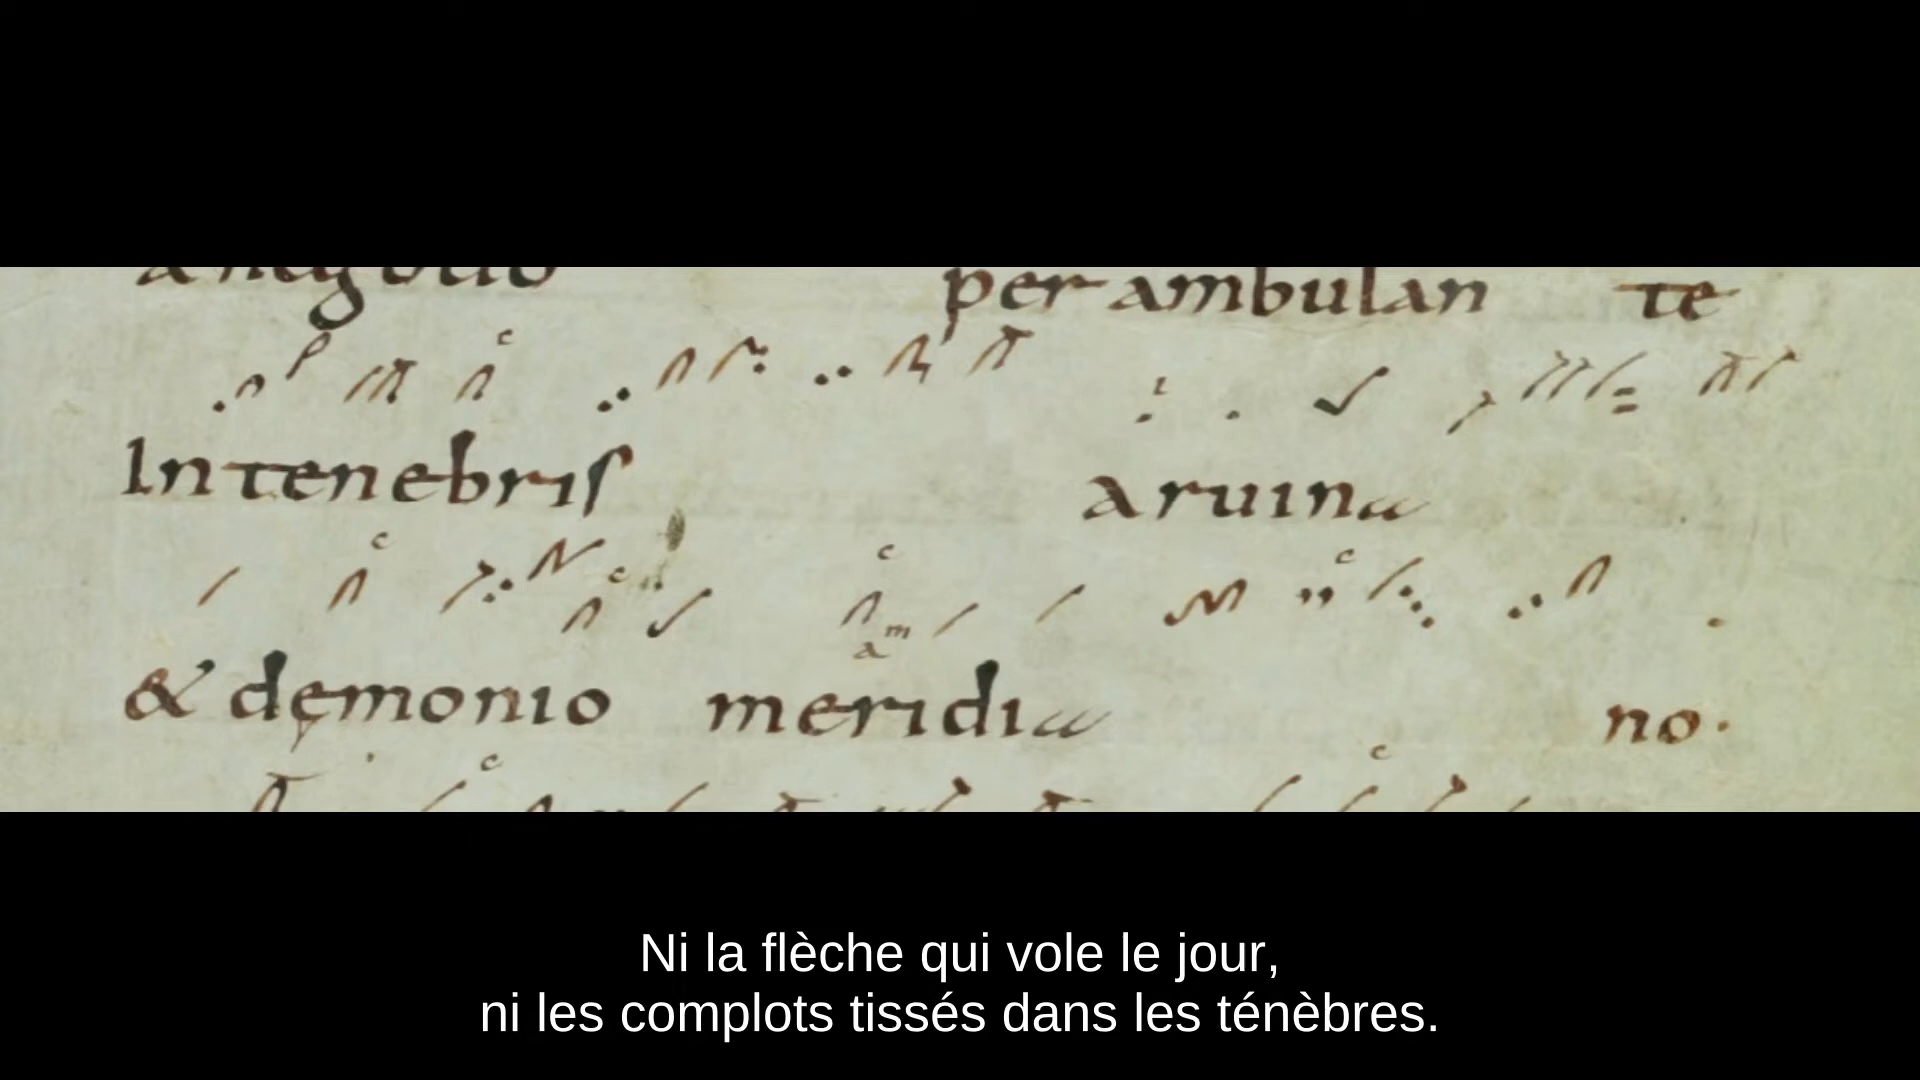 a negotio per ambulan te
In tenebris a ruina
& demonio meridia no.
Ni la flèche qui vole le jour,
ni les complots tissés dans les ténèbres.